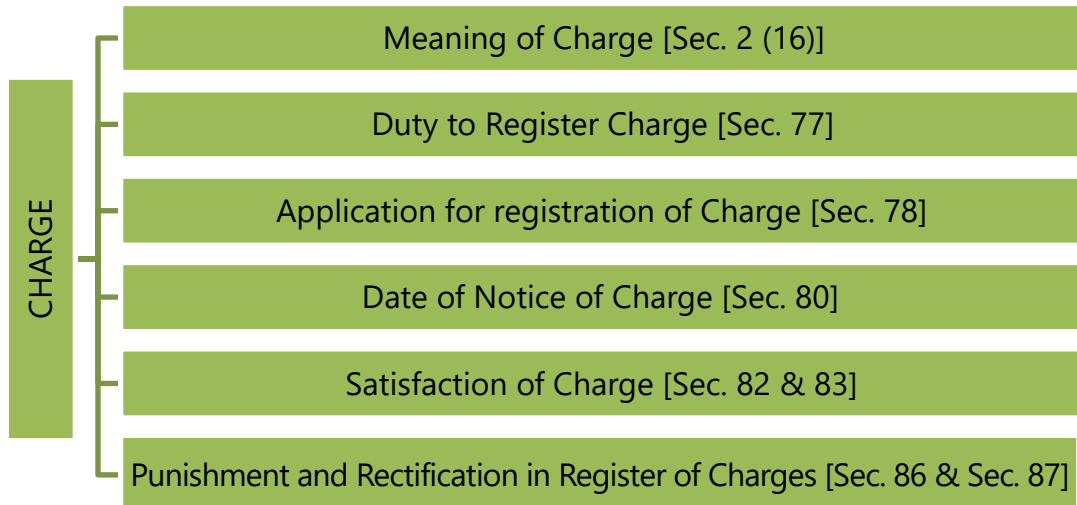 CHARGE
Meaning of Charge [Sec. 2 (16)]
Duty to Register Charge [Sec. 77]
Application for registration of Charge [Sec. 78]
Date of Notice of Charge [Sec. 80]
Satisfaction of Charge [Sec. 82 & 83]
Punishment and Rectification in Register of Charges [Sec. 86 & Sec. 87]